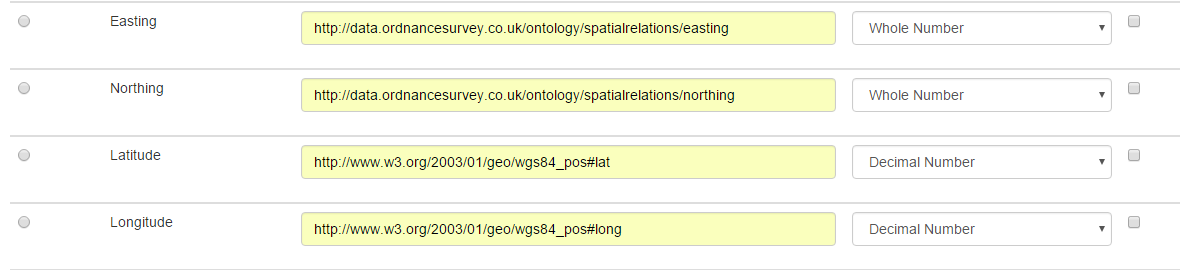 Easting http://data.ordnancesurvey.co.uk/ontology/spatialrelations/easting Whole Number
Northing http://data.ordnancesurvey.co.uk/ontology/spatialrelations/northing Whole Number
Latitude http://www.w3.org/2003/01/geo/wgs84_pos#lat Decimal Number
Longitude http://www.w3.org/2003/01/geo/wgs84_pos#long Decimal Number